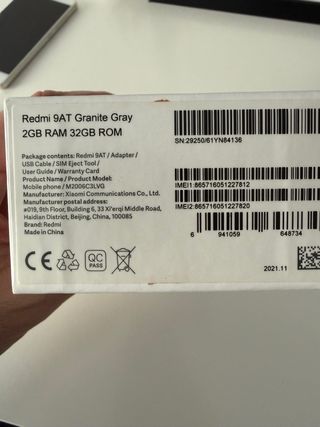 Redmi 9AT Granite Gray
2GB RAM 32GB ROM
SN:29250/61YN84136
Package contents: Redmi 9AT / Adapter /
USB Cable / SIM Eject Tool /
User Guide / Warranty Card
Product Name / Product Model:
Mobile phone / M2006C3LVG
Manufacturer: Xiaomi Communications Co., Ltd.
Manufacturer postal address:
#019, 9th Floor, Building 6, 33 Xi'erqi Middle Road,
Haidian District, Beijing, China, 100085
Brand: Redmi
Made in China
IMEI1:865716051227812
IMEI2:865716051227820
6 941059 648734
CE
QC
PASS
2021.11